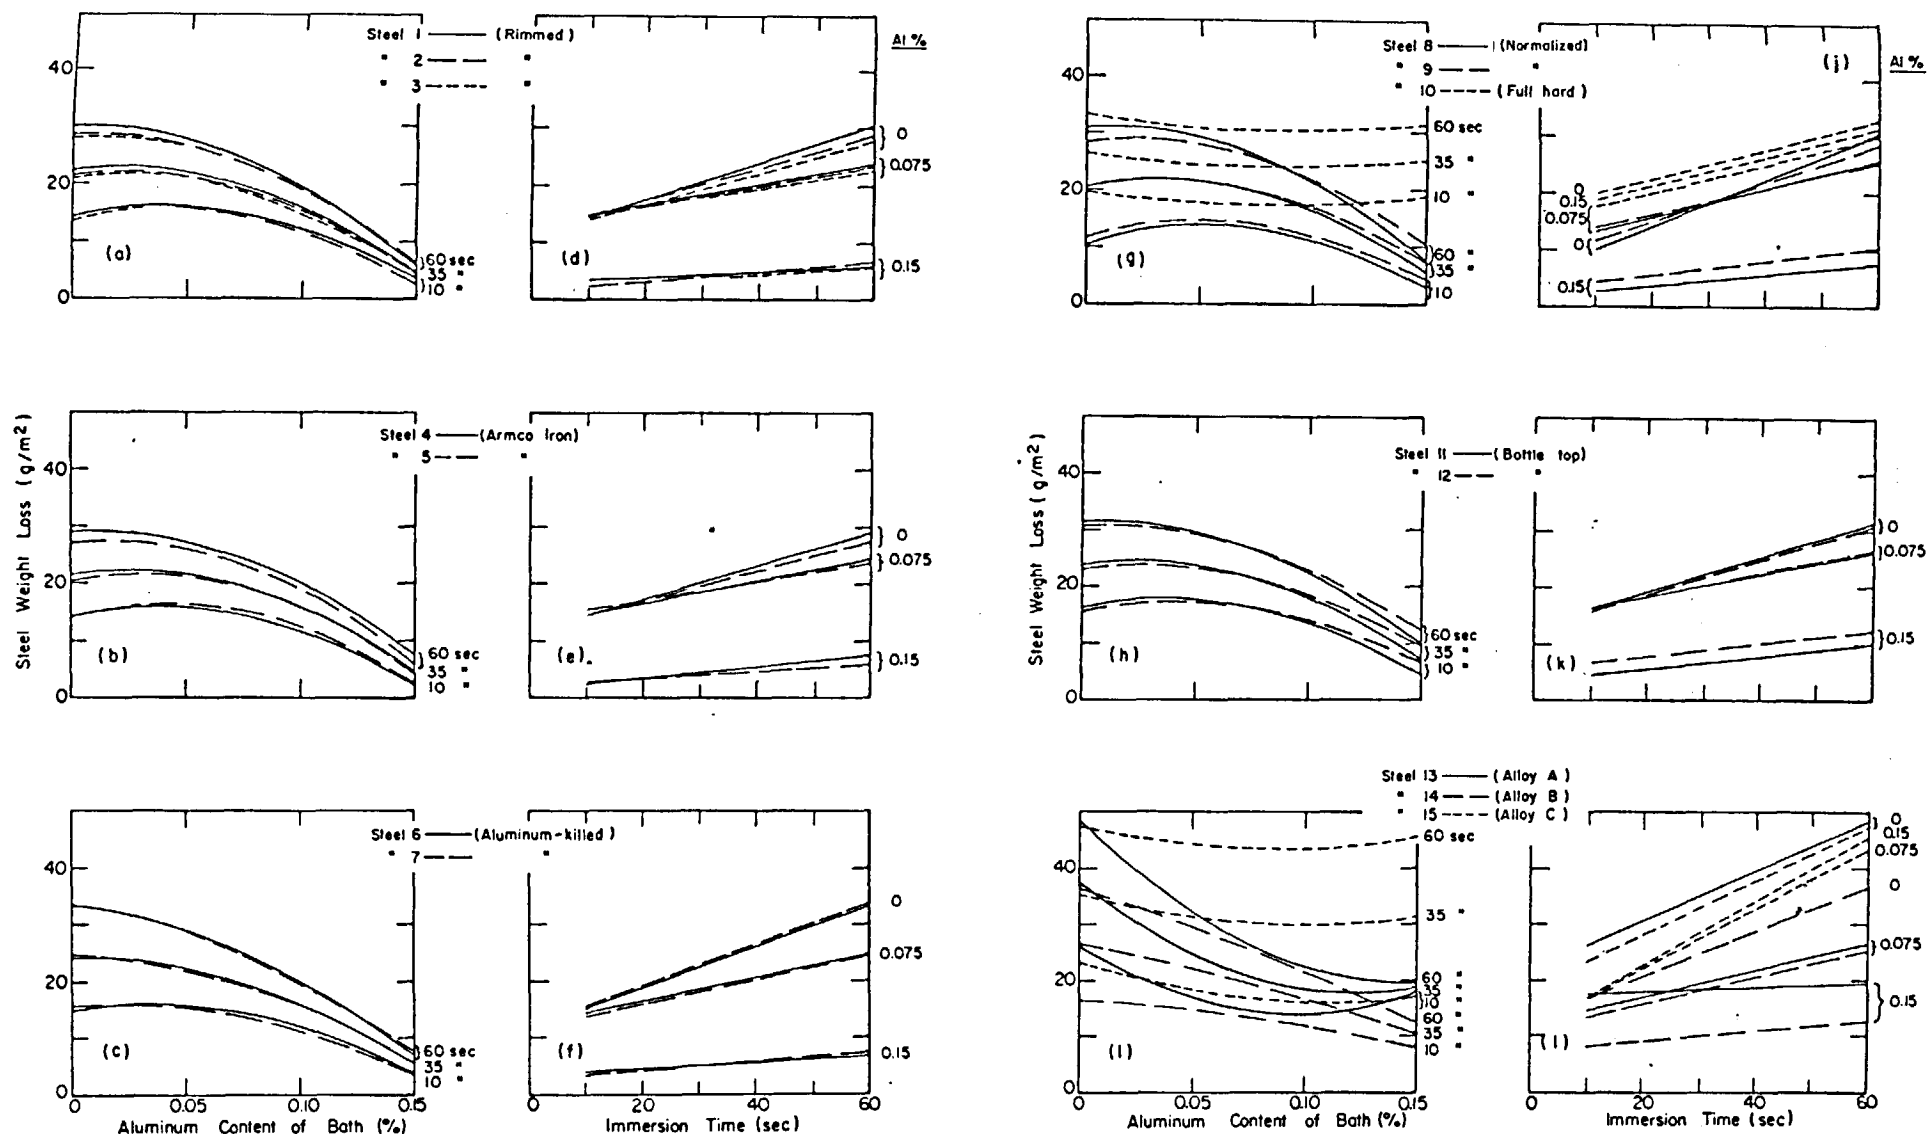 Steel 1 —— (Rimmed)
" 2 — — "
" 3 ----- "
Al %
40
20
0
(a)
60 sec
35 "
10 "
(d)
0
0.075
0.15
Steel 8 —— (Normalized)
" 9 — — "
" 10 ----- (Full hard)
Al %
40
20
0
(g)
60 sec
35 "
10 "
60 "
35 "
10
(j)
0
0.15
0.075
0
0.15
Steel Weight Loss (g/m²)
Steel 4 —— (Armco Iron)
" 5 — — "
40
20
0
(b)
60 sec
35 "
10 "
(e)
0
0.075
0.15
Steel Weight Loss (g/m²)
Steel 11 —— (Bottle top)
" 12 — — "
40
20
0
(h)
60 sec
35 "
10 "
(k)
0
0.075
0.15
Steel 6 —— (Aluminum-killed)
" 7 — — "
40
20
0
(c)
60 sec
35 "
10 "
0 0.05 0.10 0.15
Aluminum Content of Bath (%)
(f)
0
0.075
0.15
0 20 40 60
Immersion Time (sec)
Steel 13 —— (Alloy A)
" 14 — — (Alloy B)
" 15 ----- (Alloy C)
40
20
0
(l)
60 sec
35 "
60 "
35 "
10 "
60 "
35 "
10 "
0 0.05 0.10 0.15
Aluminum Content of Bath (%)
(l)
0
0.15
0.075
0
0.075
0.15
0 20 40 60
Immersion Time (sec)